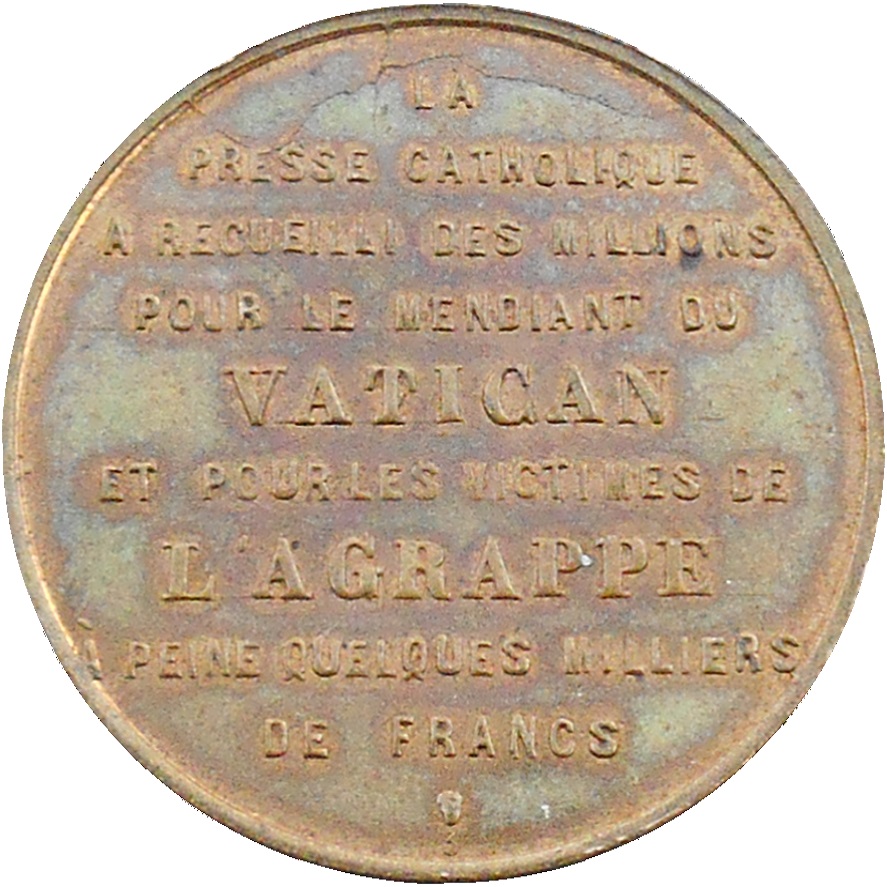 LA
PRESSE CATHOLIQUE
A RECUEILLI DES MILLIONS
POUR LE MENDIANT DU
VATICAN
ET POUR LES VICTIMES DE
L'AGRAPPE
À PEINE QUELQUES MILLIERS
DE FRANCS